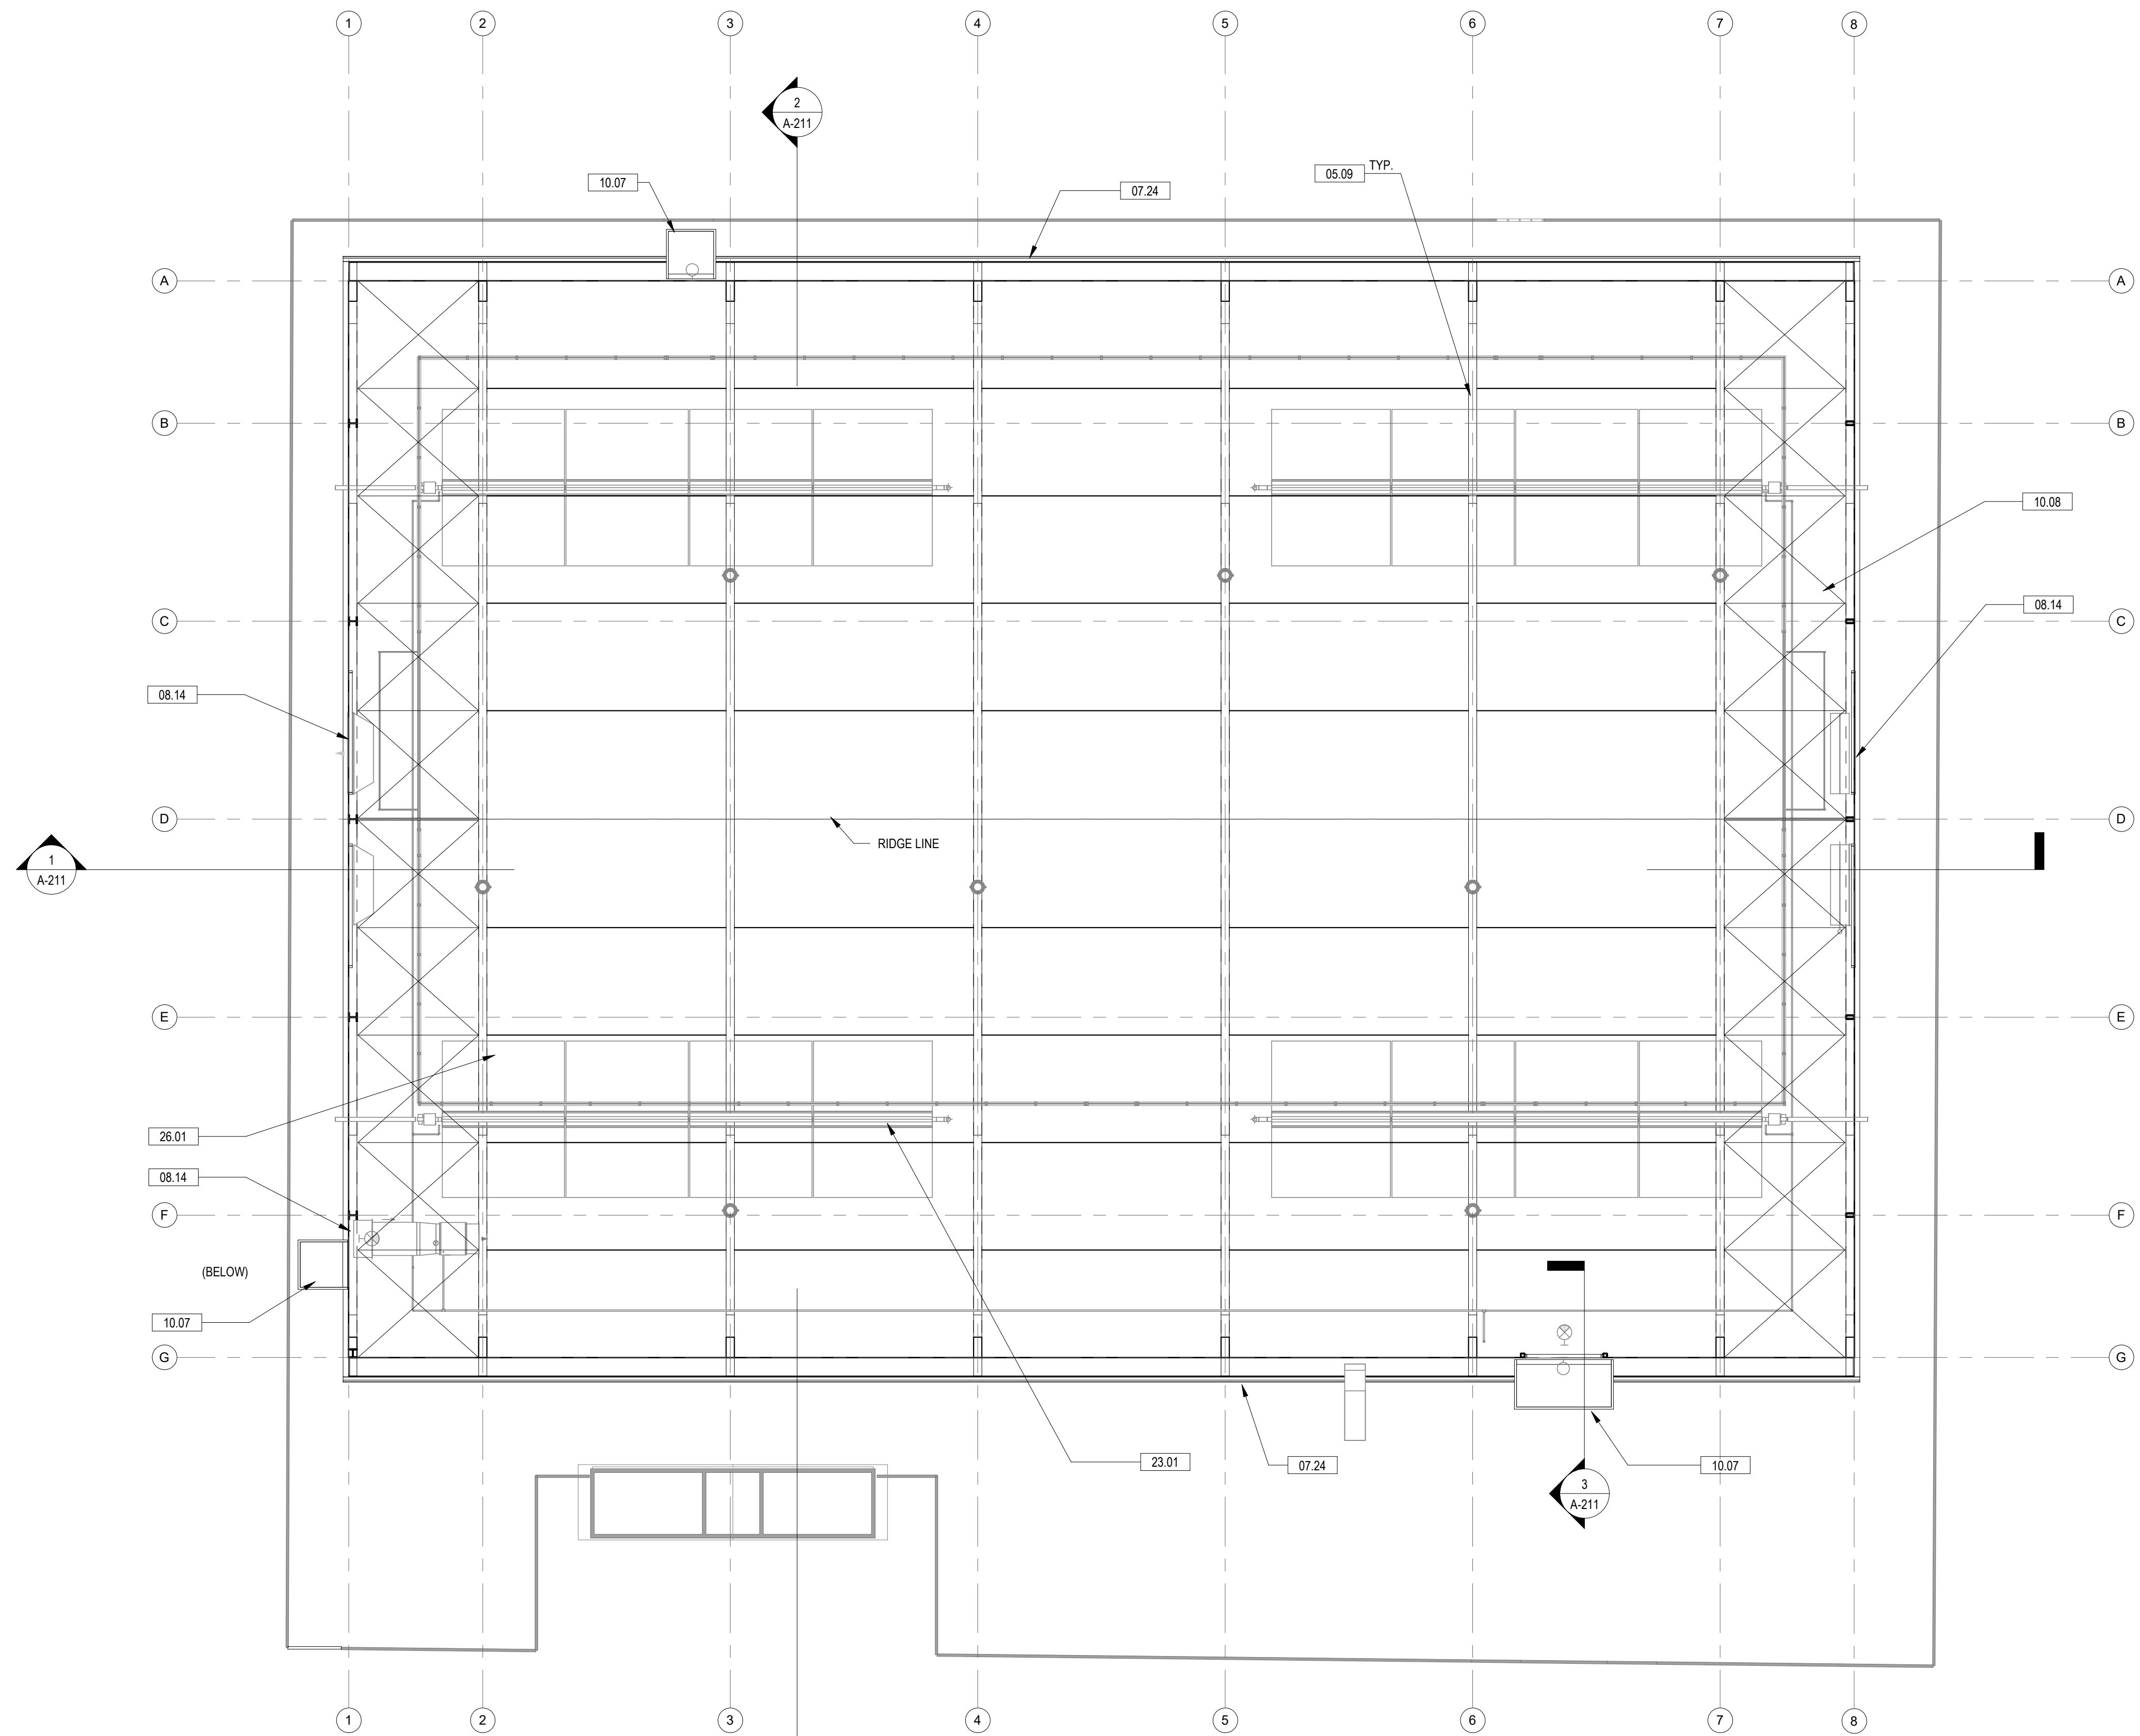 1 2 3 4 5 6 7 8
2
A-211
TYP.
05.09
10.07
07.24
A A
B B
10.08
08.14
C C
08.14
D D
RIDGE LINE
1
A-211
E E
26.01
08.14
F F
(BELOW)
10.07
G G
23.01
07.24
10.07
3
A-211
1 2 3 4 5 6 7 8